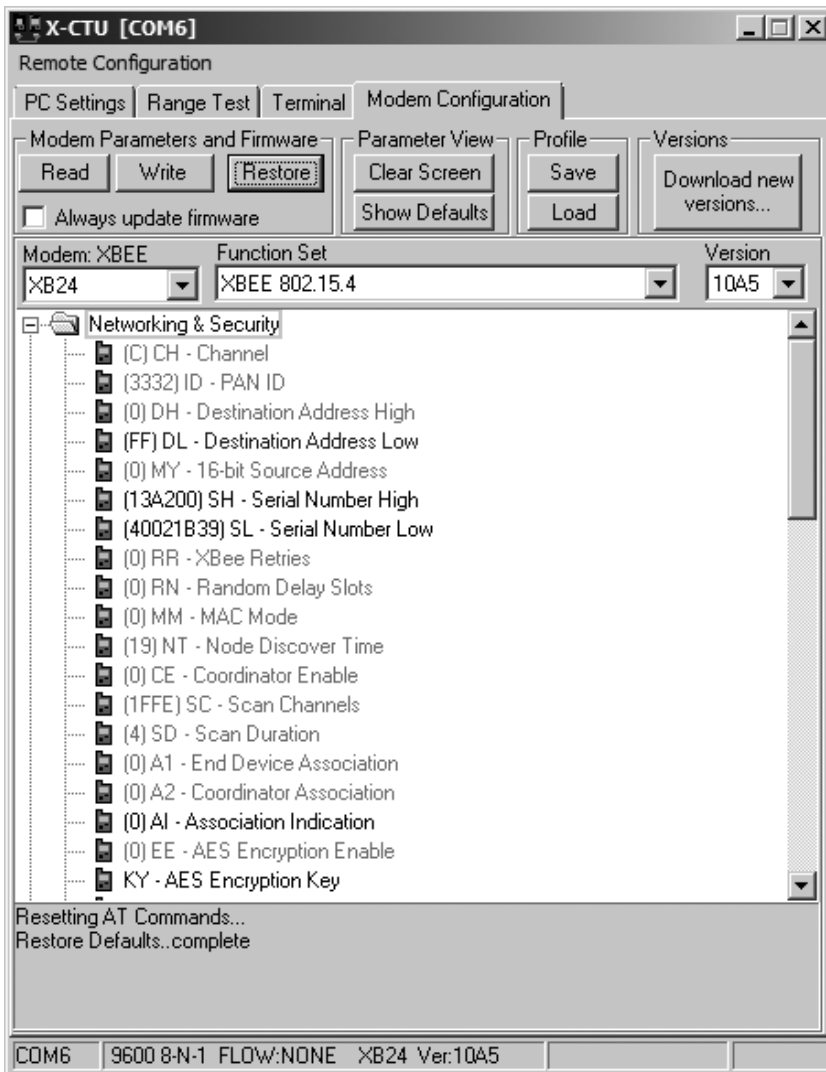 X-CTU [COM6]
Remote Configuration
PC Settings Range Test Terminal Modem Configuration
Modem Parameters and Firmware Parameter View Profile Versions
Read Write Restore Clear Screen Save Download new versions...
Always update firmware Show Defaults Load
Modem: XBEE Function Set Version
XB24 XBEE 802.15.4 10A5
Networking & Security
(C) CH - Channel
(3332) ID - PAN ID
(0) DH - Destination Address High
(FF) DL - Destination Address Low
(0) MY - 16-bit Source Address
(13A200) SH - Serial Number High
(40021B39) SL - Serial Number Low
(0) RR - XBee Retries
(0) RN - Random Delay Slots
(0) MM - MAC Mode
(19) NT - Node Discover Time
(0) CE - Coordinator Enable
(1FFE) SC - Scan Channels
(4) SD - Scan Duration
(0) A1 - End Device Association
(0) A2 - Coordinator Association
(0) AI - Association Indication
(0) EE - AES Encryption Enable
KY - AES Encryption Key
Resetting AT Commands...
Restore Defaults..complete
COM6 9600 8-N-1 FLOW:NONE XB24 Ver:10A5